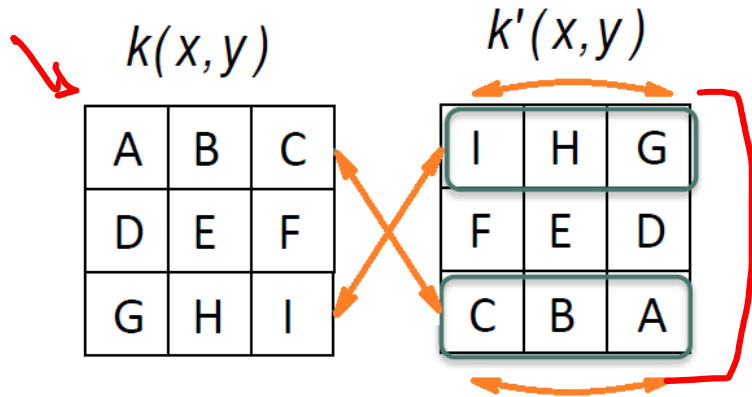 k(x,y)
k'(x,y)
A B C
D E F
G H I
I H G
F E D
C B A